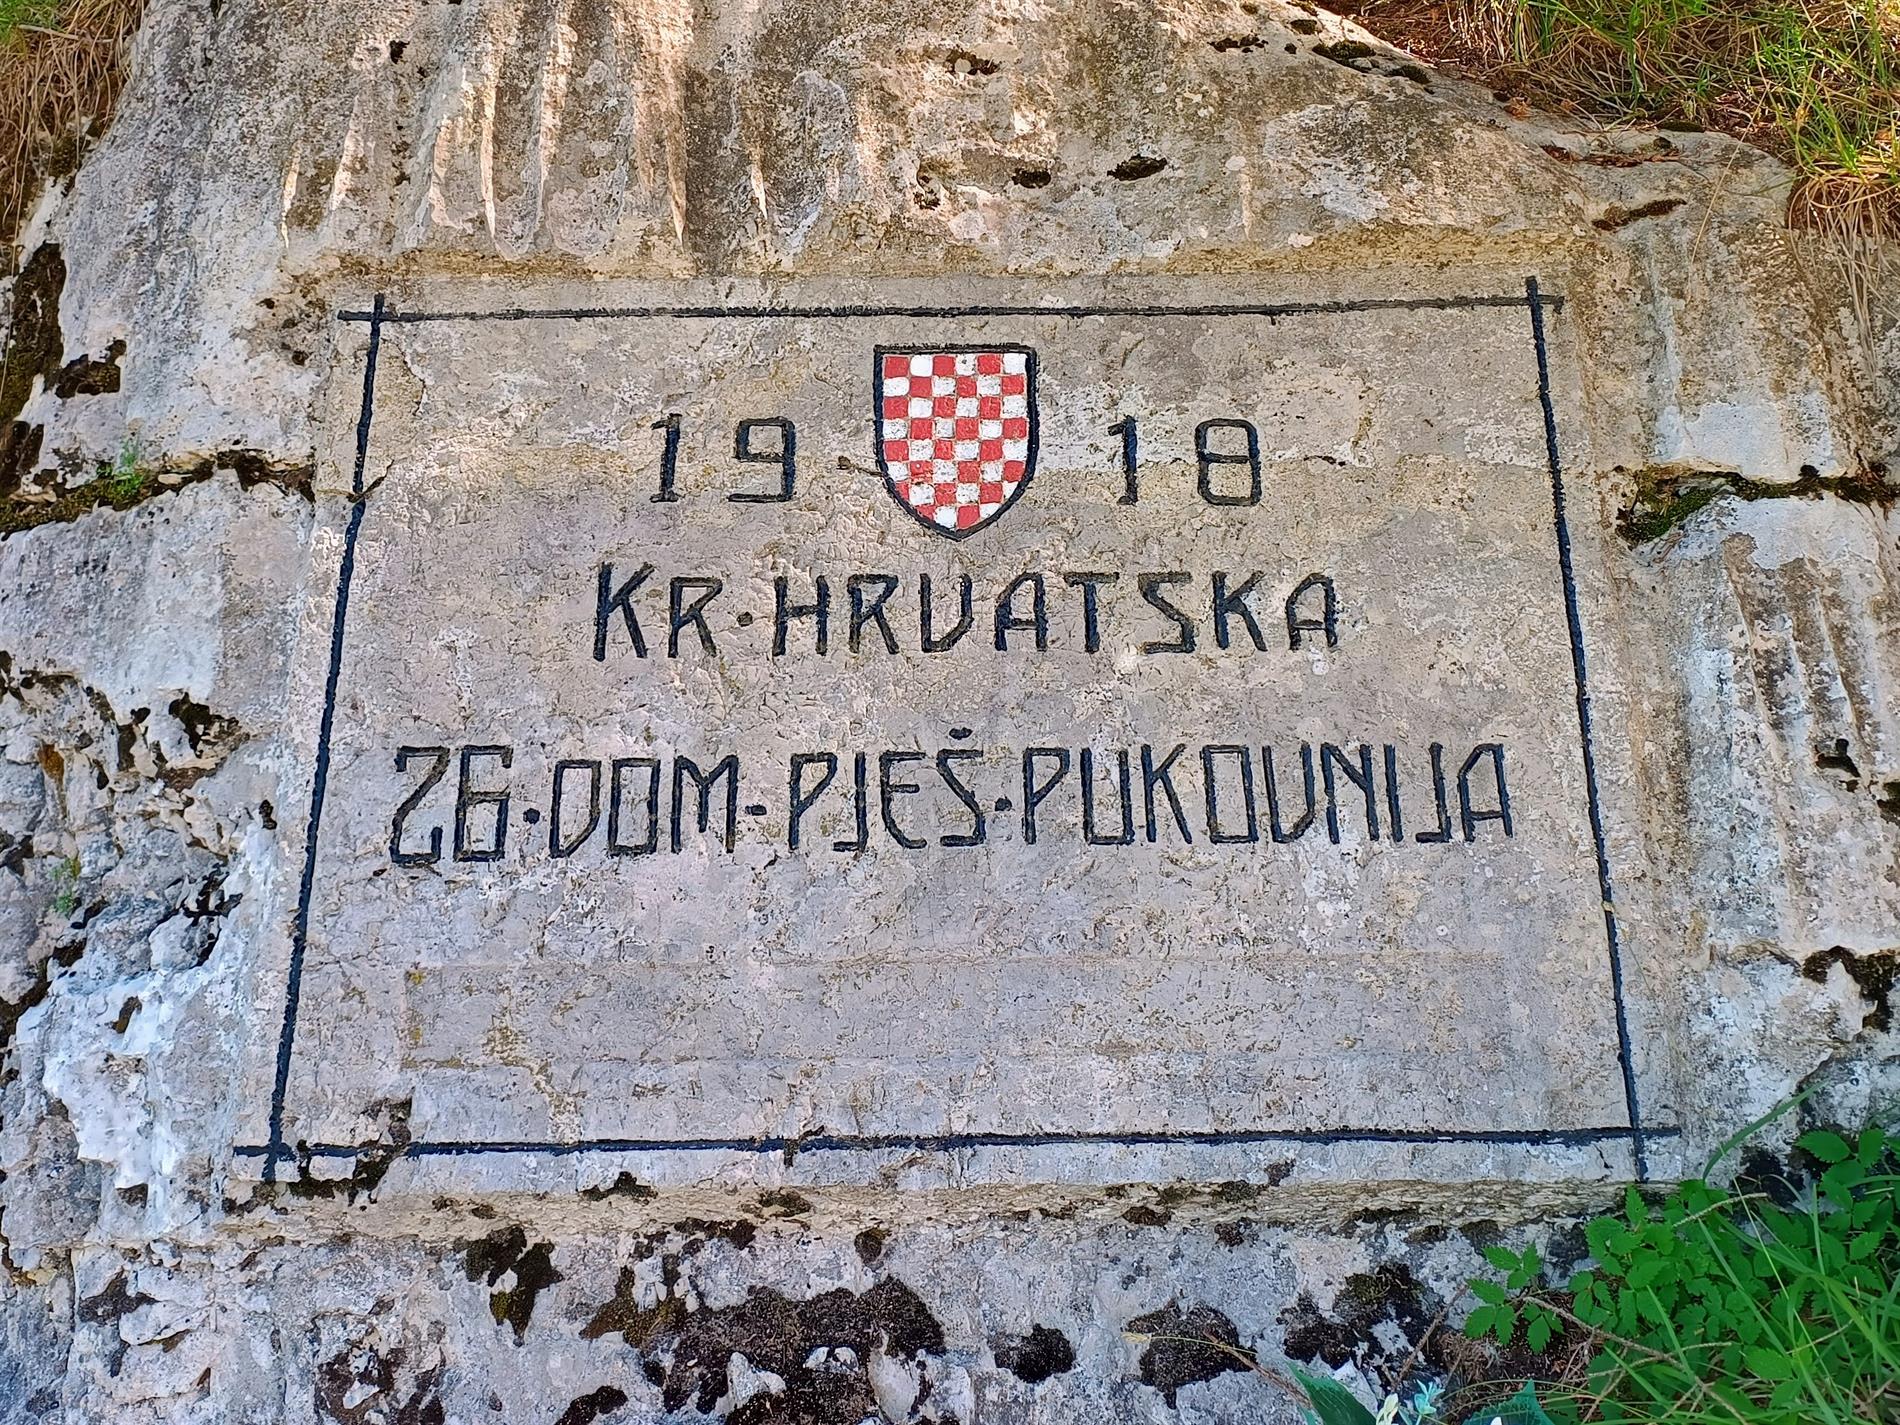 19 18
KR·HRVATSKA
26·DOM·PJEŠ·PUKOVNIJA